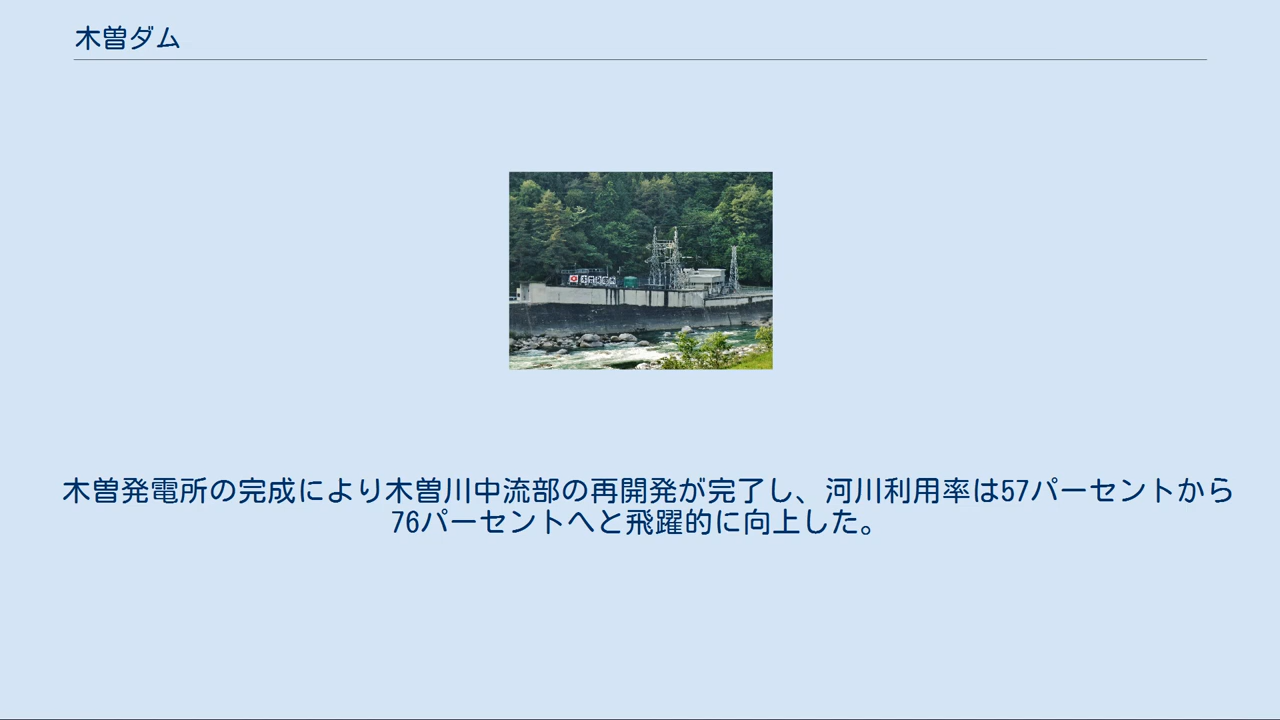 木曽ダム
木曽発電所の完成により木曽川中流部の再開発が完了し、河川利用率は57パーセントから
76パーセントへと飛躍的に向上した。